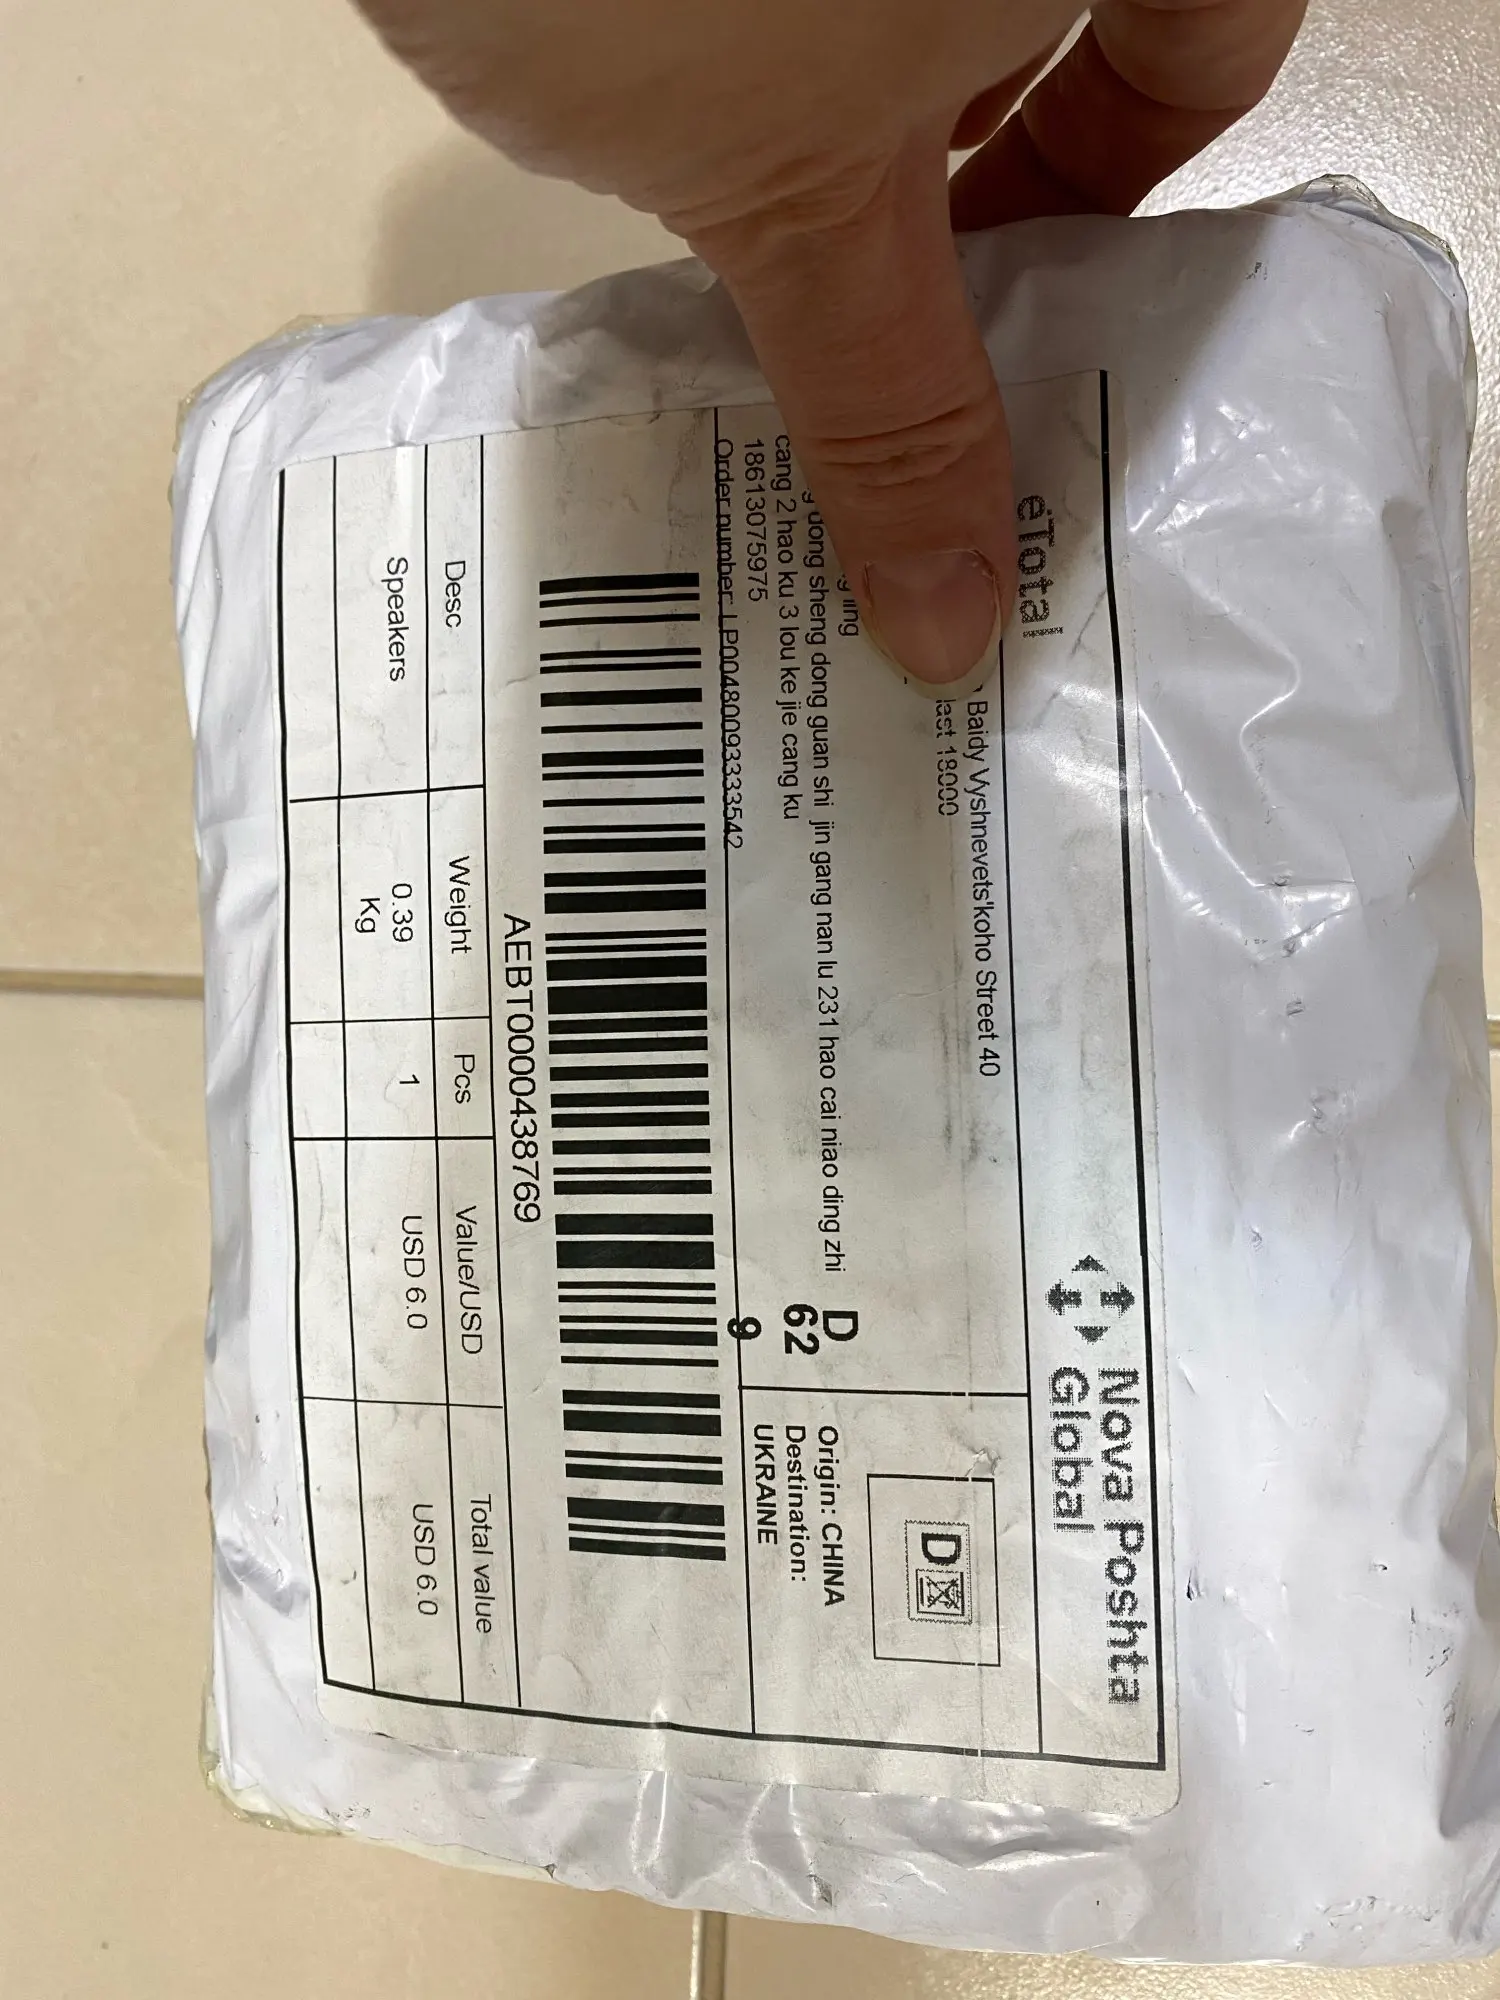 eTotal
Nova Poshta
Global
Baidy Vyshnevets'koho Street 40
18000
D
ling
dong sheng dong guan shi jin gang nan lu 231 hao cai niao ding zhi
cang 2 hao ku 3 lou ke jie cang ku
18613075975
Order number: LP00480093333542
D
62
9
Origin: CHINA
Destination:
UKRAINE
AEBT0000438769
Desc Weight Pcs Value/USD Total value
Speakers 0.39 1 USD 6.0 USD 6.0
Kg